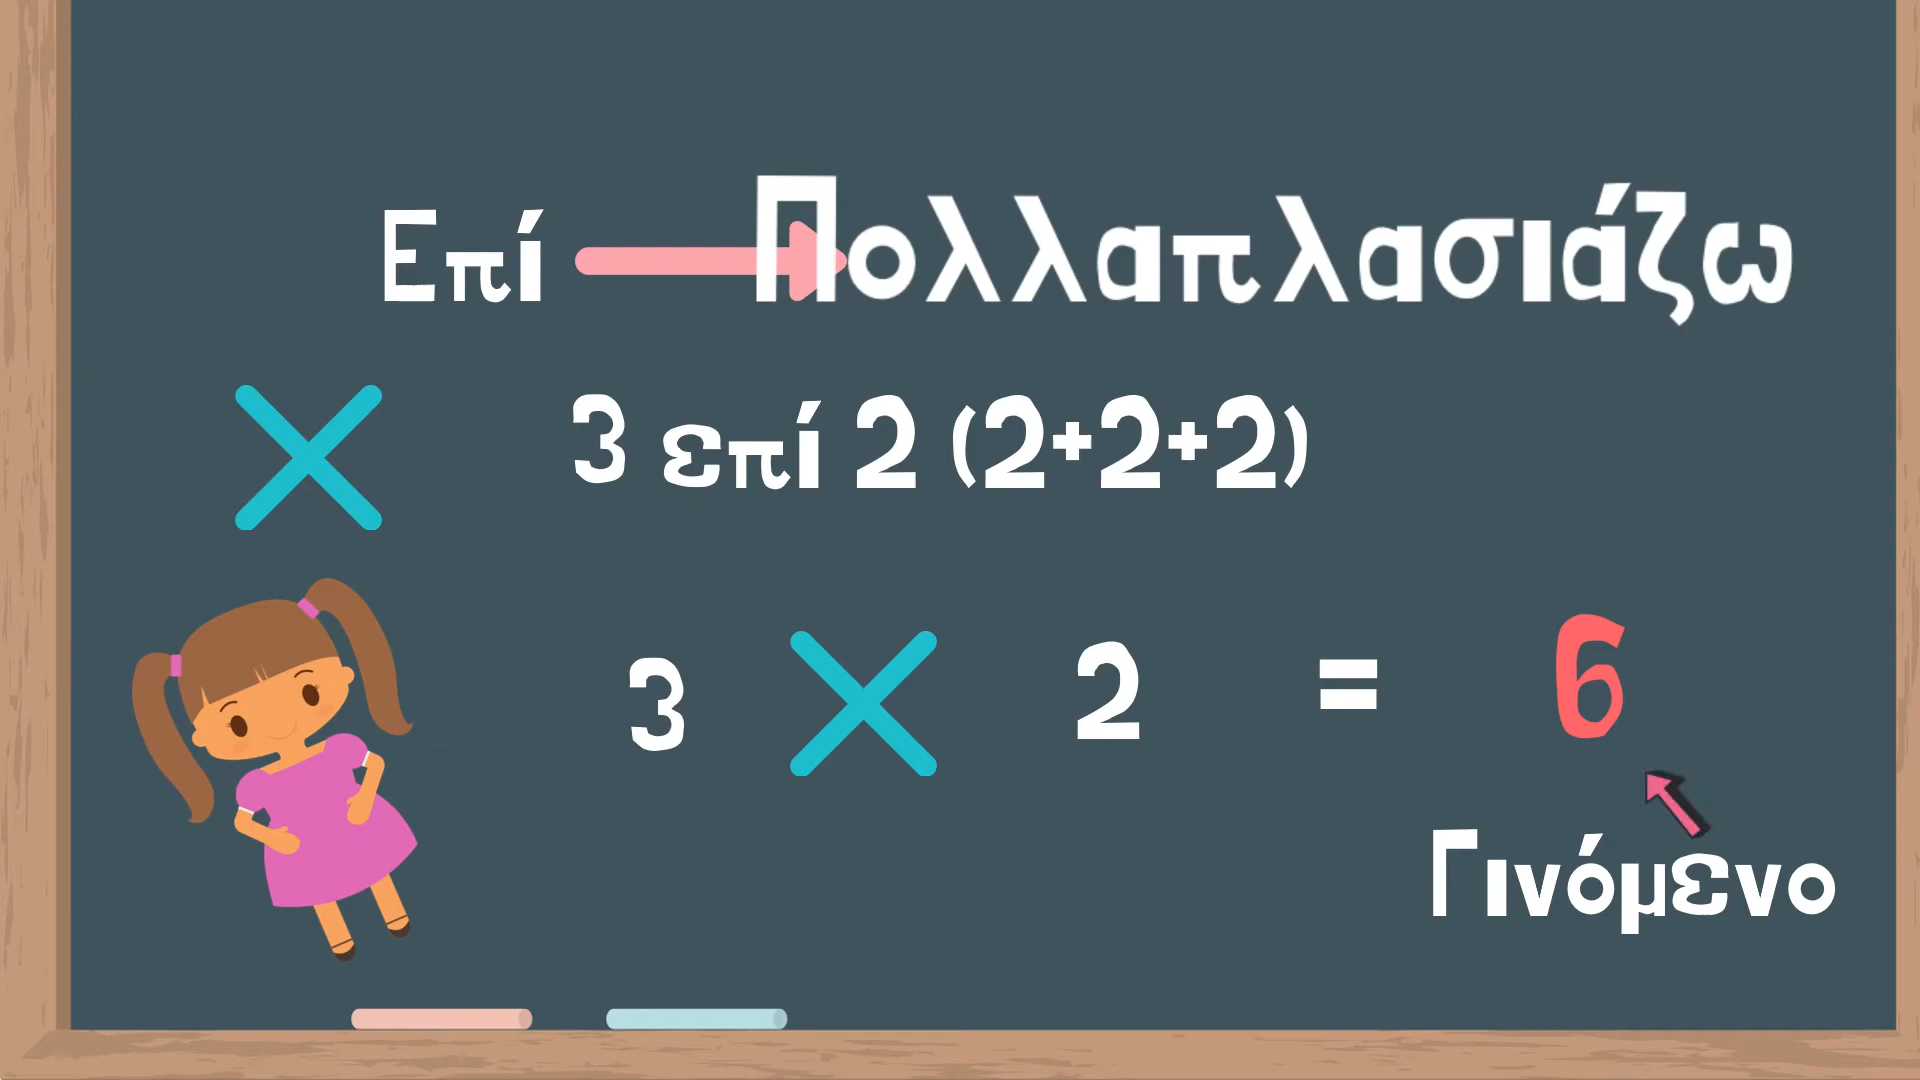 Επί Πολλαπλασιάζω
3 επί 2 (2+2+2)
3 × 2 = 6
Γινόμενο